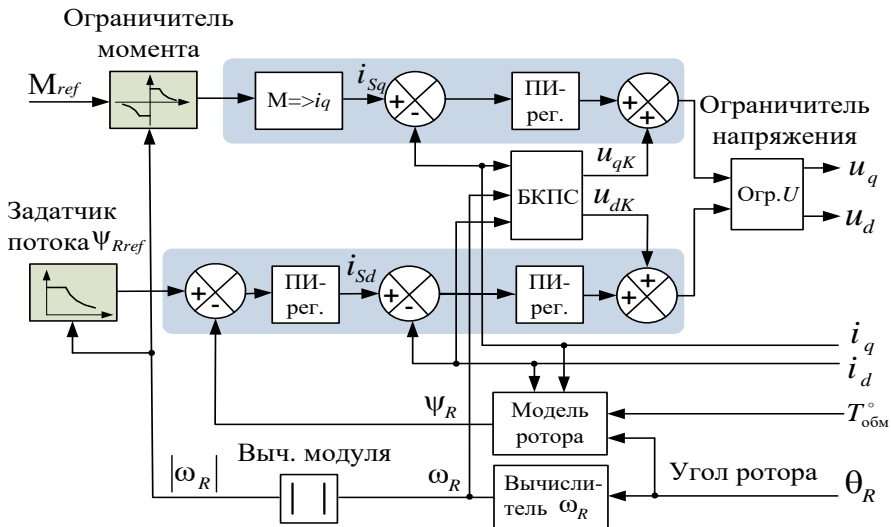 Ограничитель
момента
M_ref
M=>i_q
i_Sq
+
-
ПИ-
рег.
+
+
Ограничитель
напряжения
u_qK
БКПС
u_dK
Огр.U
u_q
u_d
Задатчик
потока Ψ_Rref
+
-
ПИ-
рег.
i_Sd
+
-
ПИ-
рег.
+
+
i_q
i_d
Ψ_R
Модель
ротора
T°_обм
|ω_R|
Выч. модуля
| |
ω_R
Вычисли-
тель ω_R
Угол ротора
θ_R